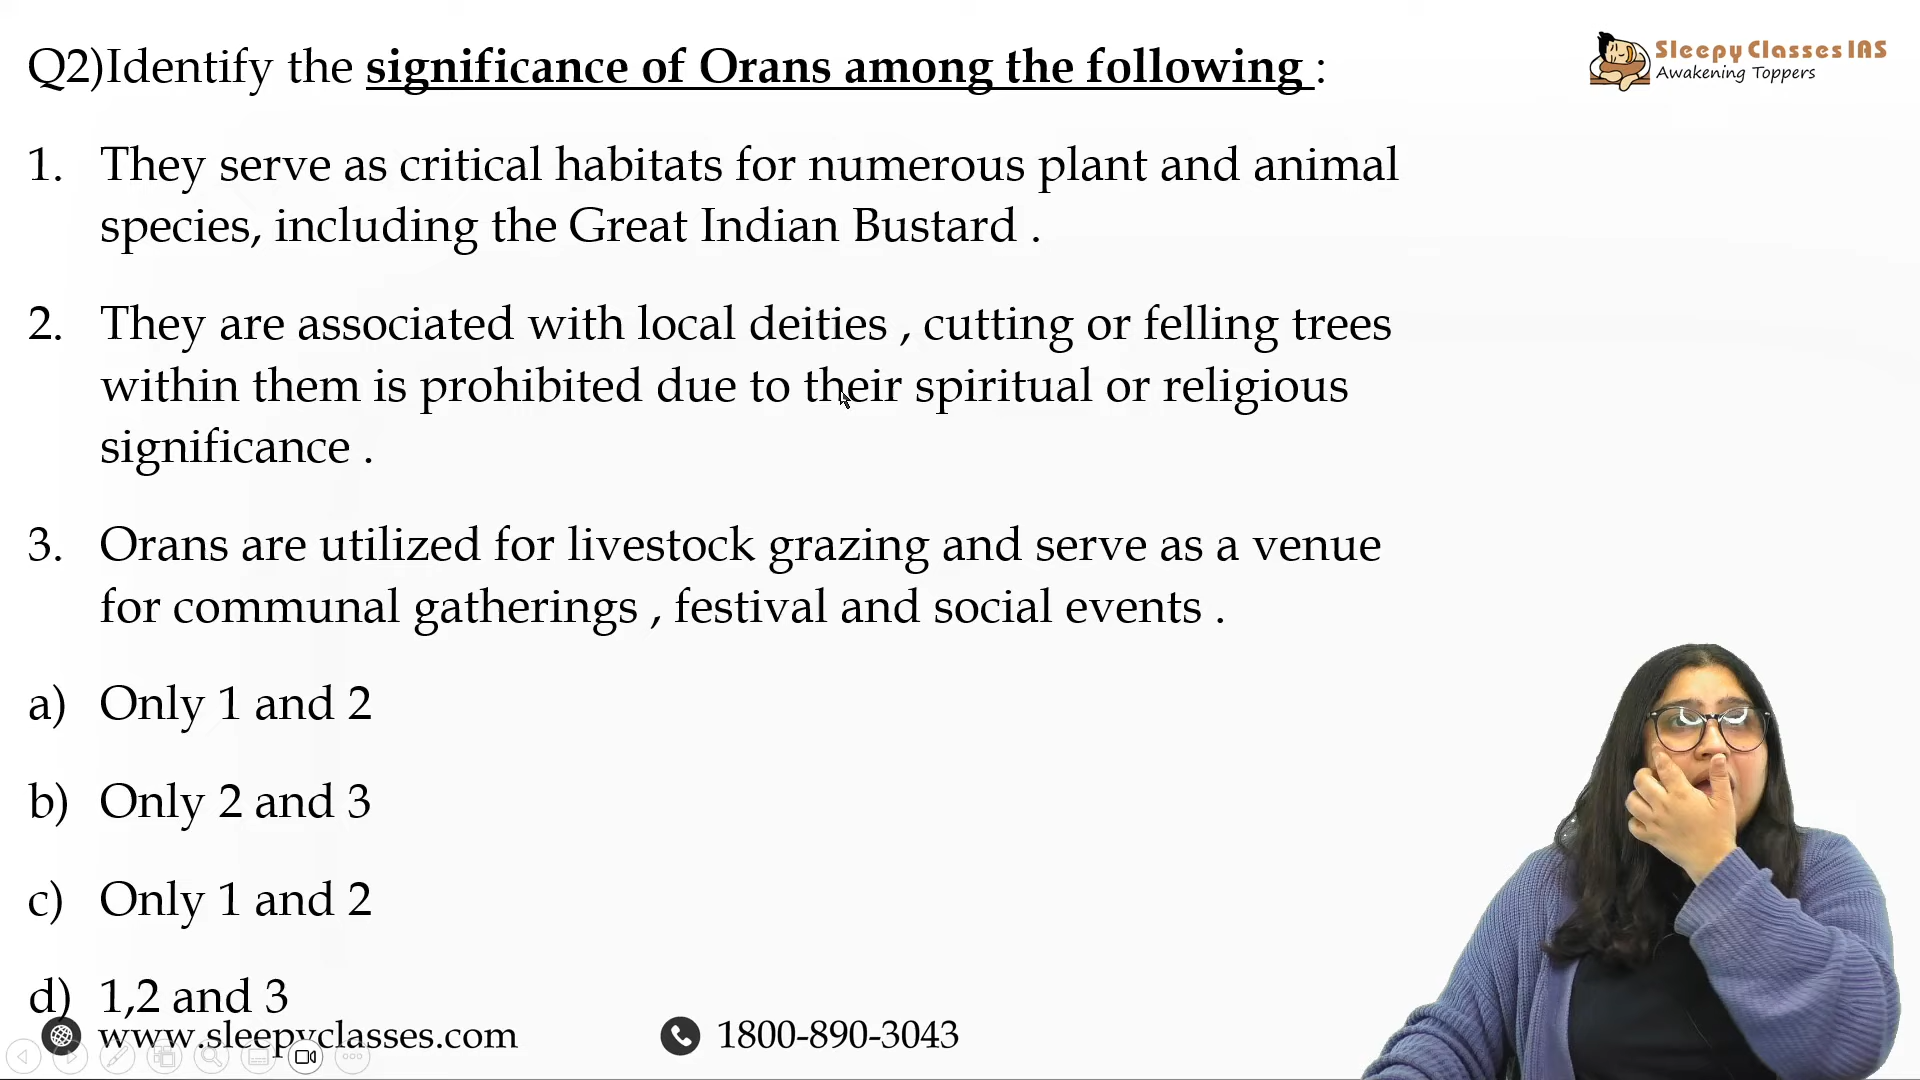 Q2)Identify the significance of Orans among the following :
Sleepy Classes IAS
Awakening Toppers
1. They serve as critical habitats for numerous plant and animal
species, including the Great Indian Bustard .
2. They are associated with local deities , cutting or felling trees
within them is prohibited due to their spiritual or religious
significance .
3. Orans are utilized for livestock grazing and serve as a venue
for communal gatherings , festival and social events .
a) Only 1 and 2
b) Only 2 and 3
c) Only 1 and 2
d) 1,2 and 3
www.sleepyclasses.com
1800-890-3043